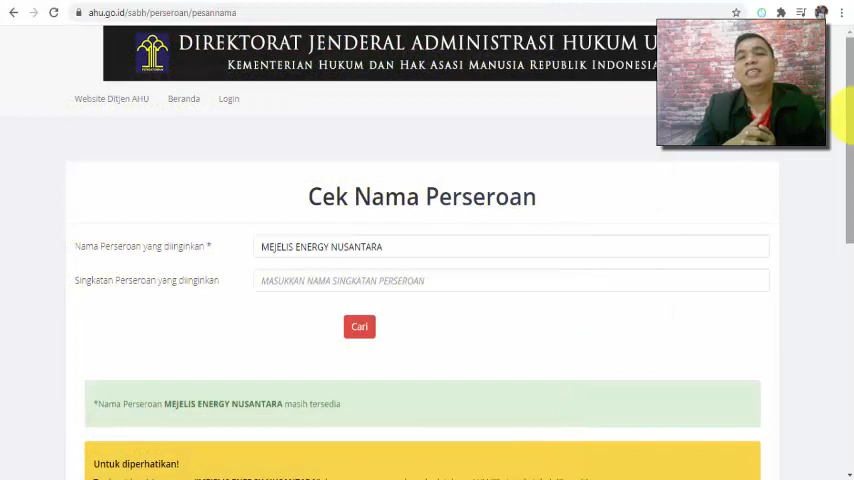 ahu.go.id/sabh/perseroan/pesannama
DIREKTORAT JENDERAL ADMINISTRASI HUKUM U
KEMENTERIAN HUKUM DAN HAK ASASI MANUSIA REPUBLIK INDONESIA
Website Ditjen AHU Beranda Login
Cek Nama Perseroan
Nama Perseroan yang diinginkan * MEJELIS ENERGY NUSANTARA
Singkatan Perseroan yang diinginkan MASUKKAN NAMA SINGKATAN PERSEROAN
Cari
*Nama Perseroan MEJELIS ENERGY NUSANTARA masih tersedia
Untuk diperhatikan!